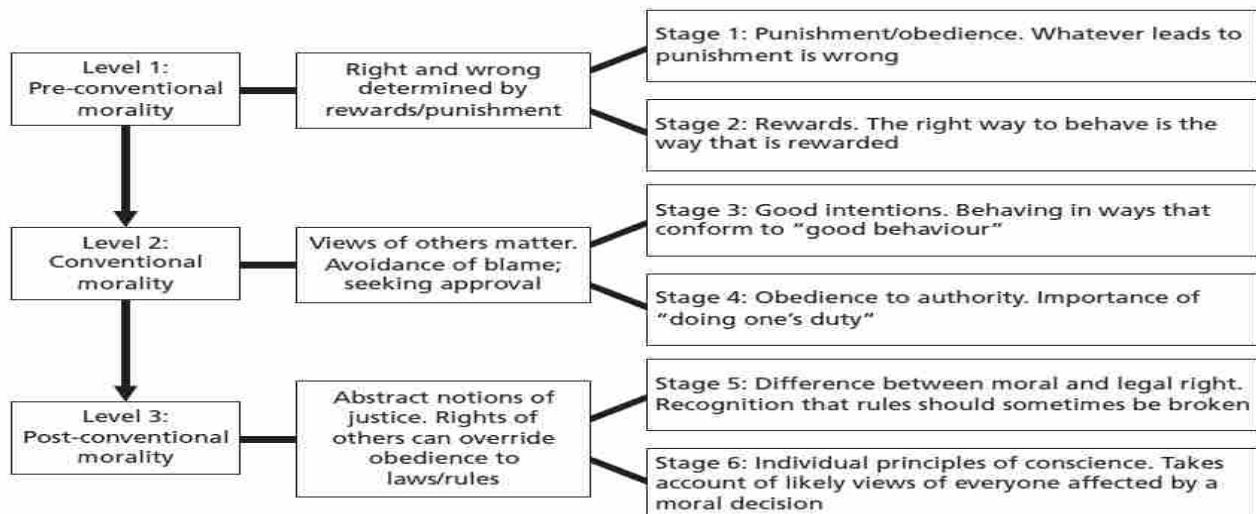 Level 1:
Pre-conventional
morality
Right and wrong
determined by
rewards/punishment
Stage 1: Punishment/obedience. Whatever leads to
punishment is wrong
Stage 2: Rewards. The right way to behave is the
way that is rewarded
Level 2:
Conventional
morality
Views of others matter.
Avoidance of blame;
seeking approval
Stage 3: Good intentions. Behaving in ways that
conform to “good behaviour”
Stage 4: Obedience to authority. Importance of
“doing one’s duty”
Level 3:
Post-conventional
morality
Abstract notions of
justice. Rights of
others can override
obedience to
laws/rules
Stage 5: Difference between moral and legal right.
Recognition that rules should sometimes be broken
Stage 6: Individual principles of conscience. Takes
account of likely views of everyone affected by a
moral decision